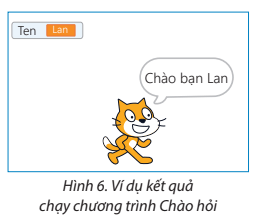 Ten Lan
Chào bạn Lan
Hình 6. Ví dụ kết quả
chạy chương trình Chào hỏi